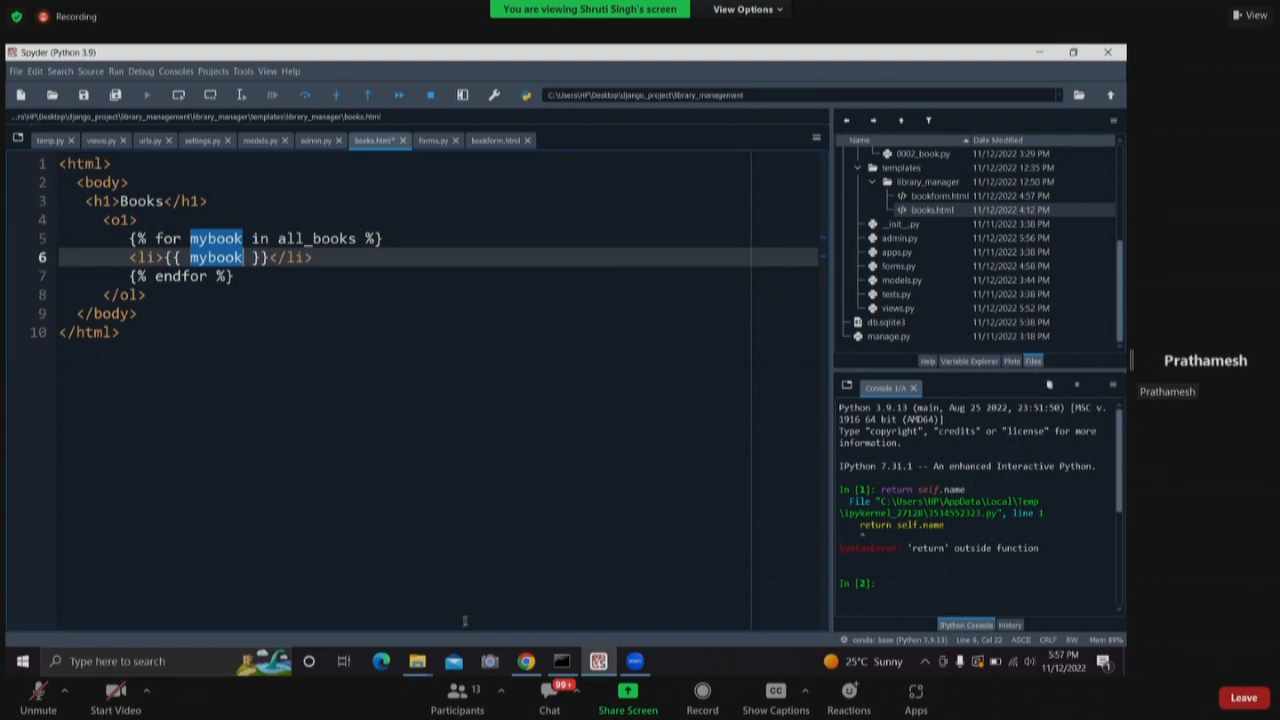 Recording
You are viewing Shruti Singh's screen
View Options
View
Spyder (Python 3.9)
File Edit Search Source Run Debug Consoles Projects Tools View Help
C:\Users\HP\Desktop\django_project\library_management
...rs\HP\Desktop\django_project\library_management\library_manager\templates\library_manager\books.html
temp.py views.py urls.py settings.py models.py admin.py books.html* forms.py bookform.html
1 <html>
2 <body>
3 <h1>Books</h1>
4 <o1>
5 {% for mybook in all_books %}
6 <li>{{ mybook }}</li>
7 {% endfor %}
8 </ol>
9 </body>
10 </html>
Name Date Modified
0002_book.py 11/12/2022 3:29 PM
templates 11/12/2022 12:35 PM
library_manager 11/12/2022 12:50 PM
bookform.html 11/12/2022 4:57 PM
books.html 11/12/2022 4:12 PM
__init__.py 11/11/2022 3:38 PM
admin.py 11/12/2022 5:56 PM
apps.py 11/11/2022 3:38 PM
forms.py 11/12/2022 4:58 PM
models.py 11/12/2022 3:44 PM
tests.py 11/11/2022 3:38 PM
views.py 11/12/2022 5:52 PM
db.sqlite3 11/12/2022 5:38 PM
manage.py 11/11/2022 3:18 PM
Help Variable Explorer Plots Files
Console 1/A
Python 3.9.13 (main, Aug 25 2022, 23:51:50) [MSC v.
1916 64 bit (AMD64)]
Type "copyright", "credits" or "license" for more
information.
IPython 7.31.1 -- An enhanced Interactive Python.
In [1]: return self.name
File "C:\Users\HP\AppData\Local\Temp
\ipykernel_27128\3534552323.py", line 1
return self.name
^
SyntaxError: 'return' outside function
In [2]:
IPython Console History
conda: base (Python 3.9.13) Line 6, Col 22 ASCII CRLF RW Mem 89%
Prathamesh
Prathamesh
Type here to search
zoom
25°C Sunny
5:57 PM
11/12/2022
1
Unmute
Start Video
13
Participants
99+
Chat
Share Screen
Record
CC
Show Captions
Reactions
Apps
Leave